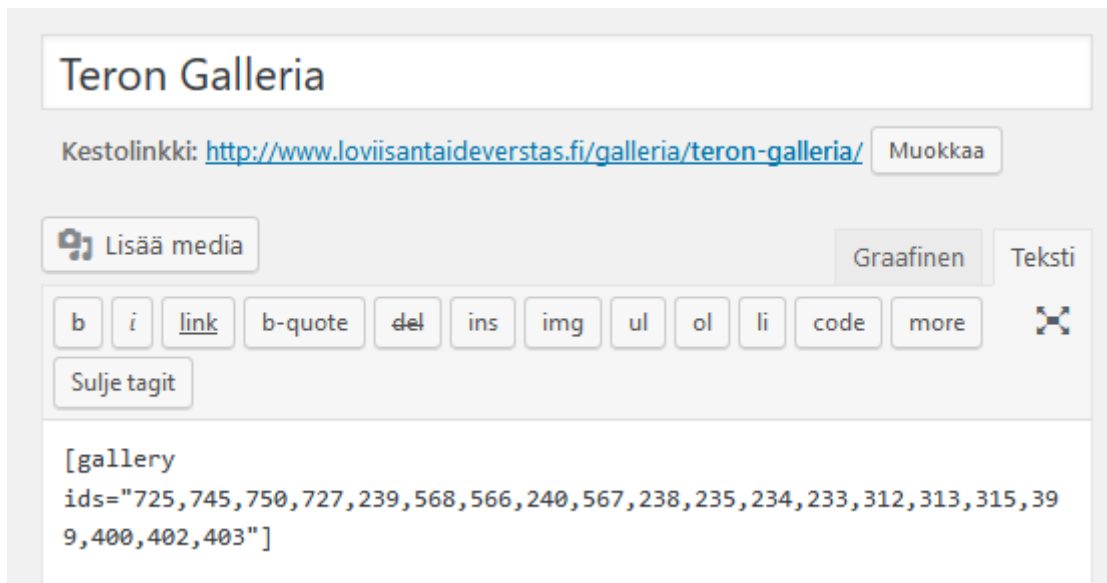 Teron Galleria
Kestolinkki: http://www.loviisantaideverstas.fi/galleria/teron-galleria/ Muokkaa
Lisää media
Graafinen Teksti
b i link b-quote del ins img ul ol li code more
Sulje tagit
[gallery
ids="725,745,750,727,239,568,566,240,567,238,235,234,233,312,313,315,39
9,400,402,403"]